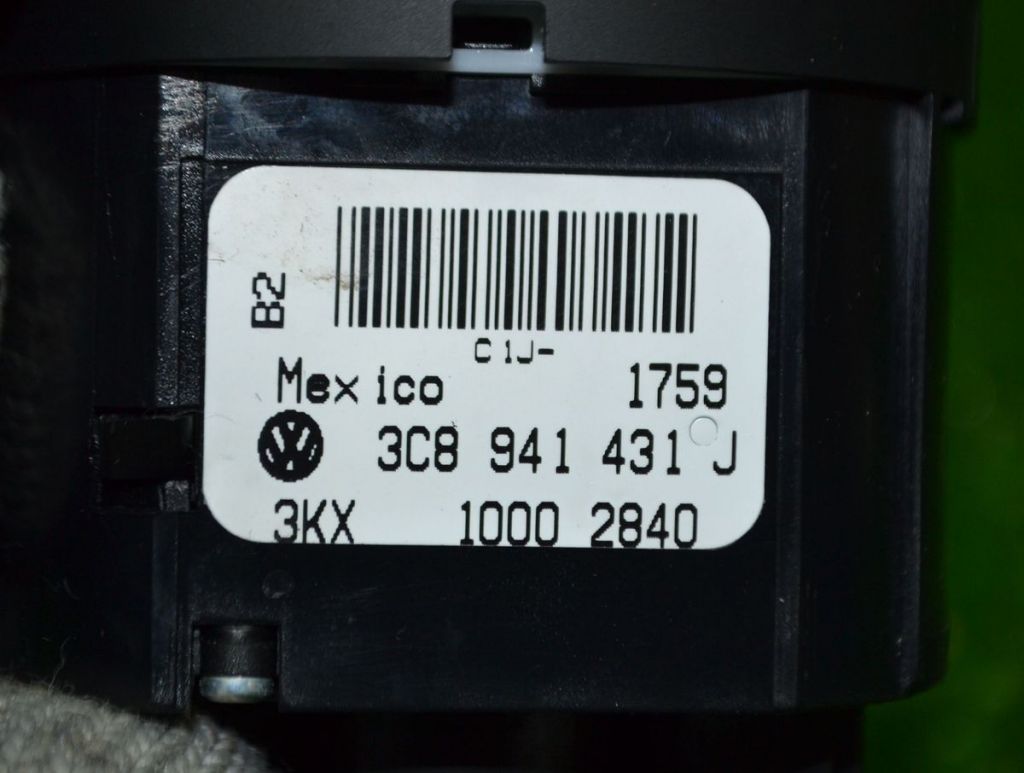 B2
C1J-
Mexico 1759
3C8 941 431 J
3KX 1000 2840